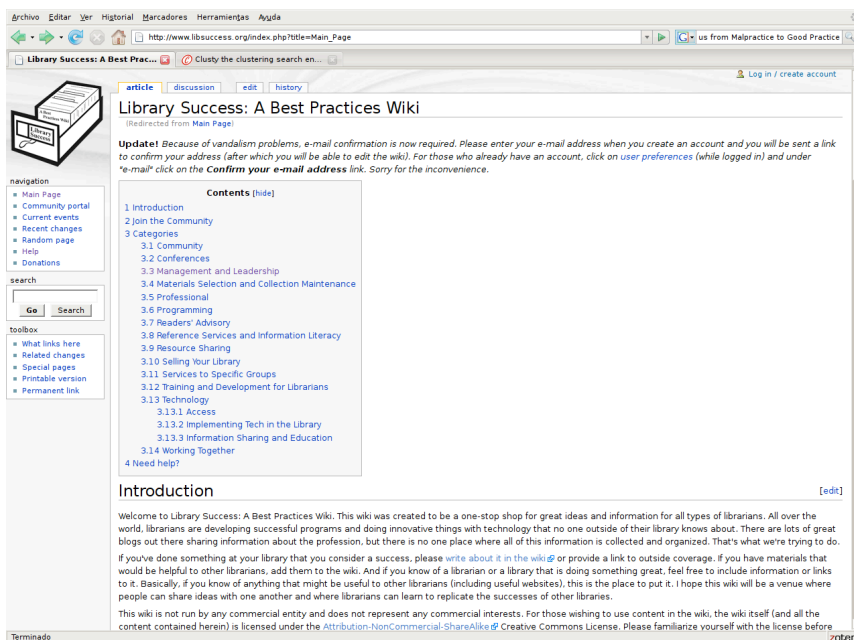 Archivo Editar Ver Historial Marcadores Herramientas Ayuda
http://www.libsuccess.org/index.php?title=Main_Page
us from Malpractice to Good Practice
Library Success: A Best Prac...
Clusty the clustering search en...
Log in / create account
article discussion edit history
Library Success
Library Success: A Best Practices Wiki
(Redirected from Main Page)
Update! Because of vandalism problems, e-mail confirmation is now required. Please enter your e-mail address when you create an account and you will be sent a link
to confirm your address (after which you will be able to edit the wiki). For those who already have an account, click on user preferences (while logged in) and under
"e-mail" click on the Confirm your e-mail address link. Sorry for the inconvenience.
navigation
Main Page
Community portal
Current events
Recent changes
Random page
Help
Donations
search
Go Search
toolbox
What links here
Related changes
Special pages
Printable version
Permanent link
Contents [hide]
1 Introduction
2 Join the Community
3 Categories
3.1 Community
3.2 Conferences
3.3 Management and Leadership
3.4 Materials Selection and Collection Maintenance
3.5 Professional
3.6 Programming
3.7 Readers' Advisory
3.8 Reference Services and Information Literacy
3.9 Resource Sharing
3.10 Selling Your Library
3.11 Services to Specific Groups
3.12 Training and Development for Librarians
3.13 Technology
3.13.1 Access
3.13.2 Implementing Tech in the Library
3.13.3 Information Sharing and Education
3.14 Working Together
4 Need help?
Introduction [edit]
Welcome to Library Success: A Best Practices Wiki. This wiki was created to be a one-stop shop for great ideas and information for all types of librarians. All over the
world, librarians are developing successful programs and doing innovative things with technology that no one outside of their library knows about. There are lots of great
blogs out there sharing information about the profession, but there is no one place where all of this information is collected and organized. That's what we're trying to do.
If you've done something at your library that you consider a success, please write about it in the wiki or provide a link to outside coverage. If you have materials that
would be helpful to other librarians, add them to the wiki. And if you know of a librarian or a library that is doing something great, feel free to include information or links
to it. Basically, if you know of anything that might be useful to other librarians (including useful websites), this is the place to put it. I hope this wiki will be a venue where
people can share ideas with one another and where librarians can learn to replicate the successes of other libraries.
This wiki is not run by any commercial entity and does not represent any commercial interests. For those wishing to use content in the wiki, the wiki itself (and all the
content contained herein) is licensed under the Attribution-NonCommercial-ShareAlike Creative Commons License. Please familiarize yourself with the license before
Terminado
zoter